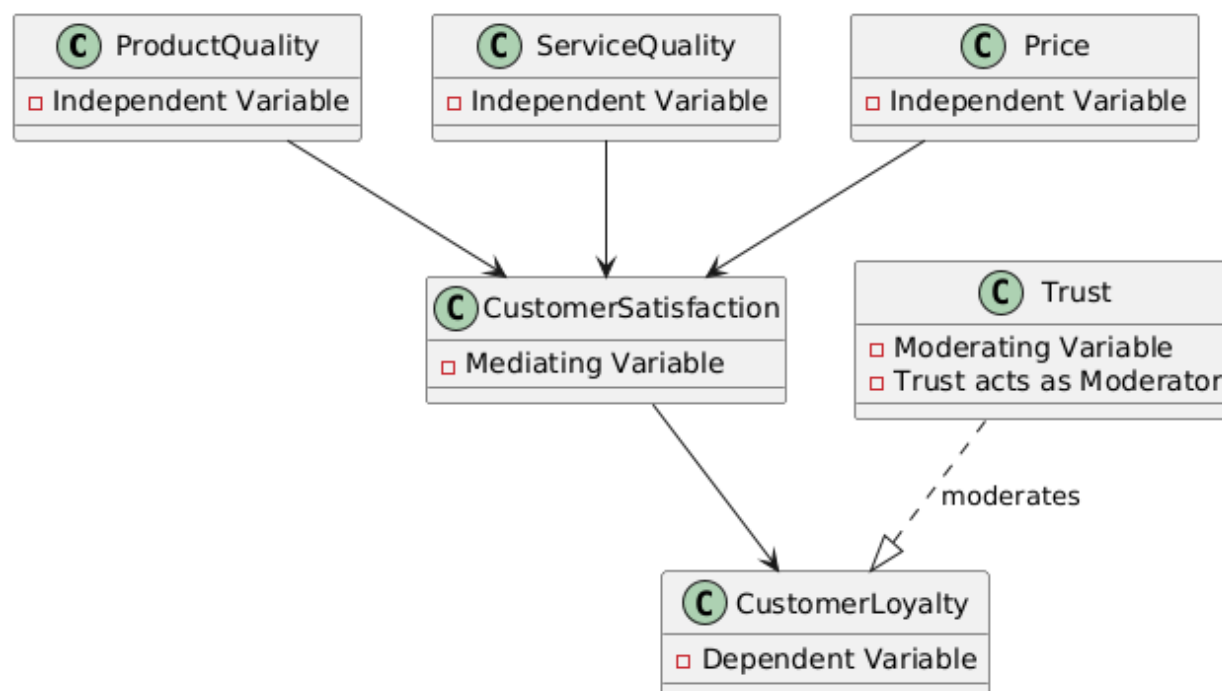 C ProductQuality
Independent Variable
C ServiceQuality
Independent Variable
C Price
Independent Variable
C CustomerSatisfaction
Mediating Variable
C Trust
Moderating Variable
Trust acts as Moderator
moderates
C CustomerLoyalty
Dependent Variable